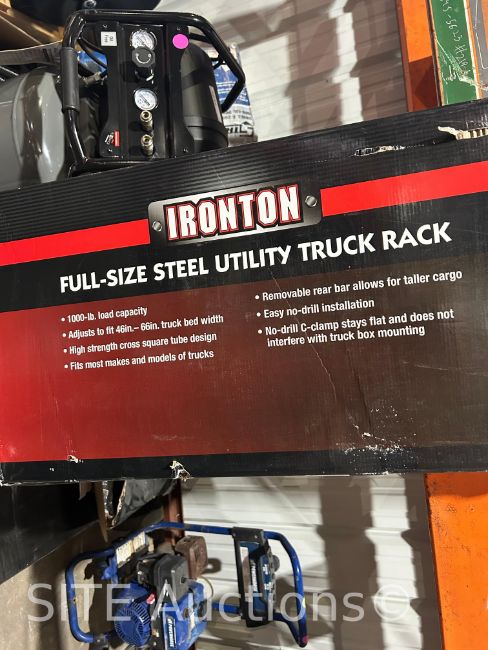 IRONTON
FULL-SIZE STEEL UTILITY TRUCK RACK
• 1000-lb. load capacity
• Adjusts to fit 46in.– 66in. truck bed width
• High strength cross square tube design
• Fits most makes and models of trucks
• Removable rear bar allows for taller cargo
• Easy no-drill installation
• No-drill C-clamp stays flat and does not
interfere with truck box mounting
SITE Auctions©